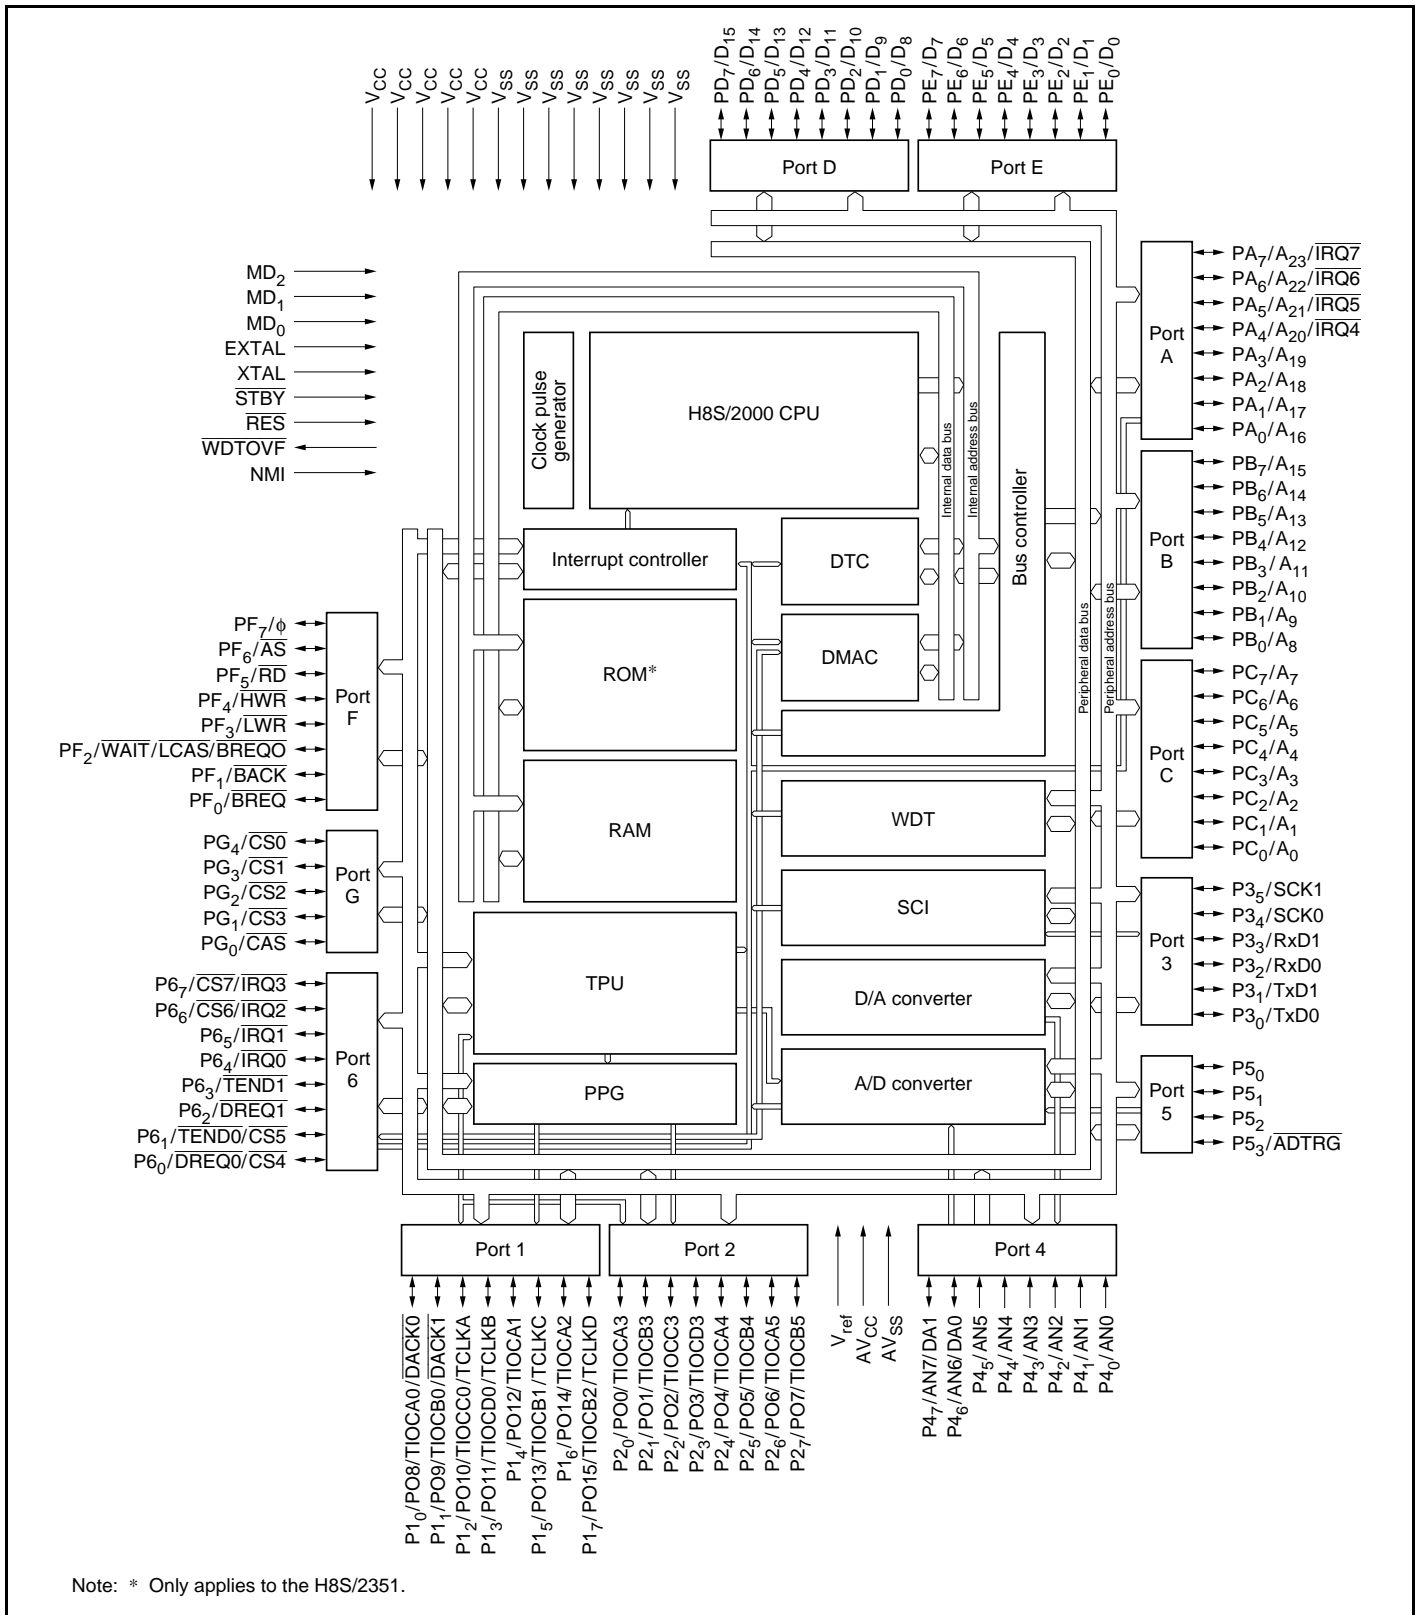 VCC
VCC
VCC
VCC
VCC
VSS
VSS
VSS
VSS
VSS
VSS
VSS
VSS
PD7/D15
PD6/D14
PD5/D13
PD4/D12
PD3/D11
PD2/D10
PD1/D9
PD0/D8
PE7/D7
PE6/D6
PE5/D5
PE4/D4
PE3/D3
PE2/D2
PE1/D1
PE0/D0
Port D
Port E
MD2
MD1
MD0
EXTAL
XTAL
STBY
RES
WDTOVF
NMI
Clock pulse
generator
H8S/2000 CPU
Internal data bus
Internal address bus
Bus controller
Interrupt controller
DTC
ROM*
DMAC
RAM
WDT
SCI
TPU
D/A converter
PPG
A/D converter
Peripheral data bus
Peripheral address bus
Port
A
PA7/A23/IRQ7
PA6/A22/IRQ6
PA5/A21/IRQ5
PA4/A20/IRQ4
PA3/A19
PA2/A18
PA1/A17
PA0/A16
Port
B
PB7/A15
PB6/A14
PB5/A13
PB4/A12
PB3/A11
PB2/A10
PB1/A9
PB0/A8
Port
C
PC7/A7
PC6/A6
PC5/A5
PC4/A4
PC3/A3
PC2/A2
PC1/A1
PC0/A0
Port
3
P35/SCK1
P34/SCK0
P33/RxD1
P32/RxD0
P31/TxD1
P30/TxD0
Port
5
P50
P51
P52
P53/ADTRG
PF7/φ
PF6/AS
PF5/RD
PF4/HWR
PF3/LWR
PF2/WAIT/LCAS/BREQO
PF1/BACK
PF0/BREQ
Port
F
PG4/CS0
PG3/CS1
PG2/CS2
PG1/CS3
PG0/CAS
Port
G
P67/CS7/IRQ3
P66/CS6/IRQ2
P65/IRQ1
P64/IRQ0
P63/TEND1
P62/DREQ1
P61/TEND0/CS5
P60/DREQ0/CS4
Port
6
Port 1
Port 2
Port 4
P10/PO8/TIOCA0/DACK0
P11/PO9/TIOCB0/DACK1
P12/PO10/TIOCC0/TCLKA
P13/PO11/TIOCD0/TCLKB
P14/PO12/TIOCA1
P15/PO13/TIOCB1/TCLKC
P16/PO14/TIOCA2
P17/PO15/TIOCB2/TCLKD
P20/PO0/TIOCA3
P21/PO1/TIOCB3
P22/PO2/TIOCC3
P23/PO3/TIOCD3
P24/PO4/TIOCA4
P25/PO5/TIOCB4
P26/PO6/TIOCA5
P27/PO7/TIOCB5
Vref
AVCC
AVSS
P47/AN7/DA1
P46/AN6/DA0
P45/AN5
P44/AN4
P43/AN3
P42/AN2
P41/AN1
P40/AN0
Note: * Only applies to the H8S/2351.